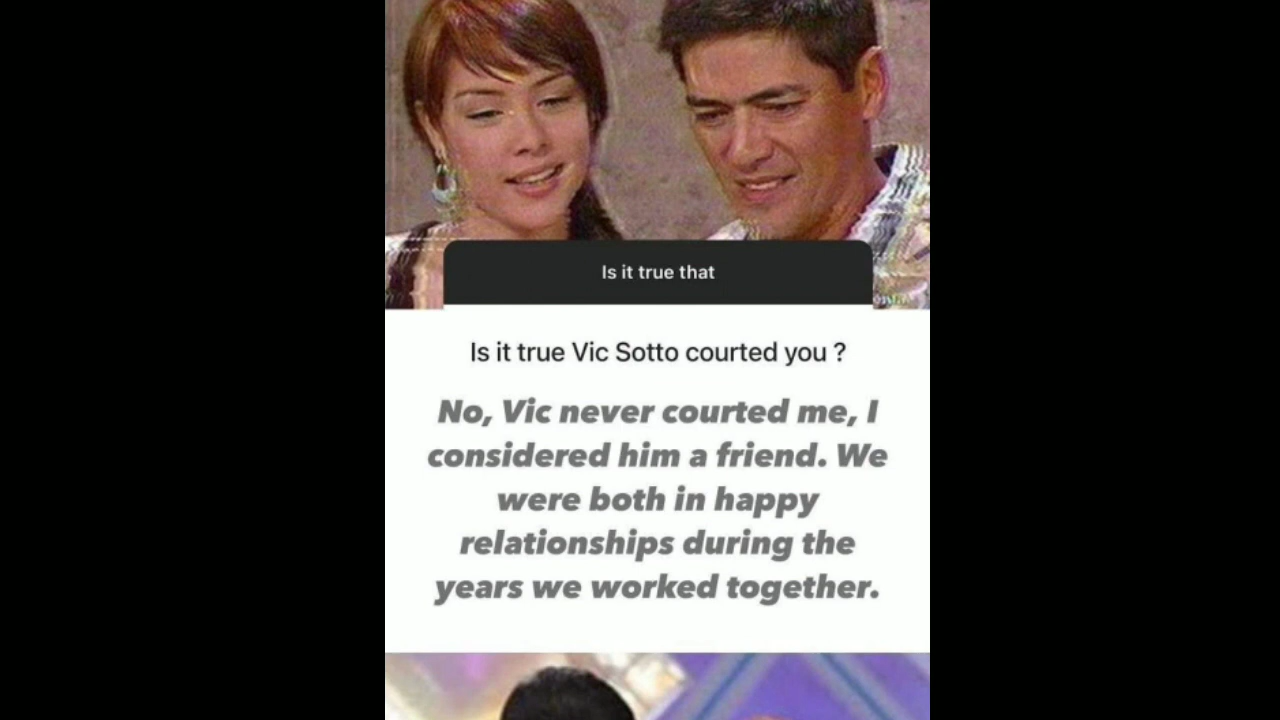 Is it true that
Is it true Vic Sotto courted you ?
No, Vic never courted me, I
considered him a friend. We
were both in happy
relationships during the
years we worked together.